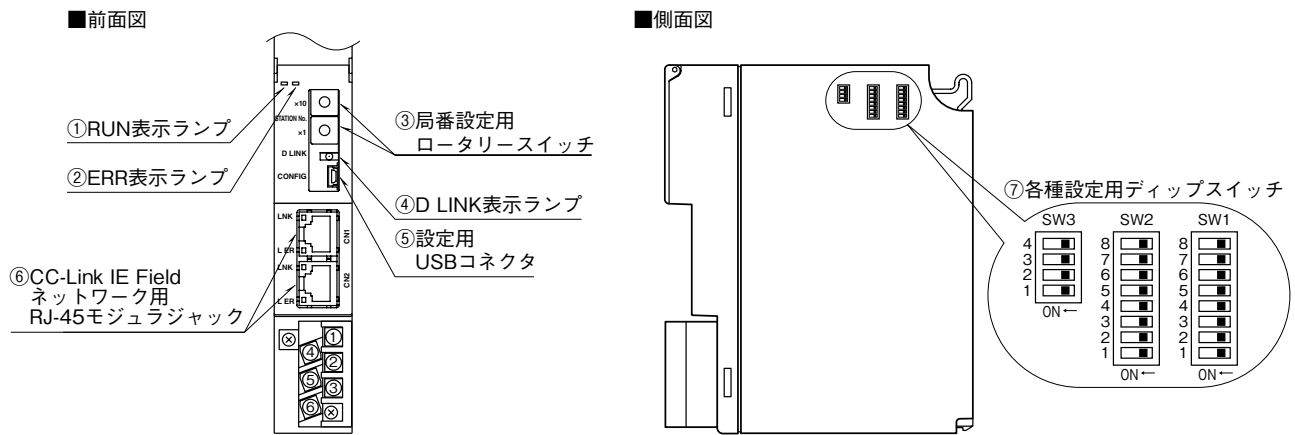 ■前面図
①RUN表示ランプ
②ERR表示ランプ
×10
STATION No.
×1
D LINK
CONFIG
③局番設定用
ロータリースイッチ
④D LINK表示ランプ
⑤設定用
USBコネクタ
LNK
L ER
CN1
LNK
L ER
CN2
⑥CC-Link IE Field
ネットワーク用
RJ-45モジュラジャック
①
④
②
⑤
③
⑥
■側面図
⑦各種設定用ディップスイッチ
SW3
4
3
2
1
ON←
SW2
8
7
6
5
4
3
2
1
ON←
SW1
8
7
6
5
4
3
2
1
ON←